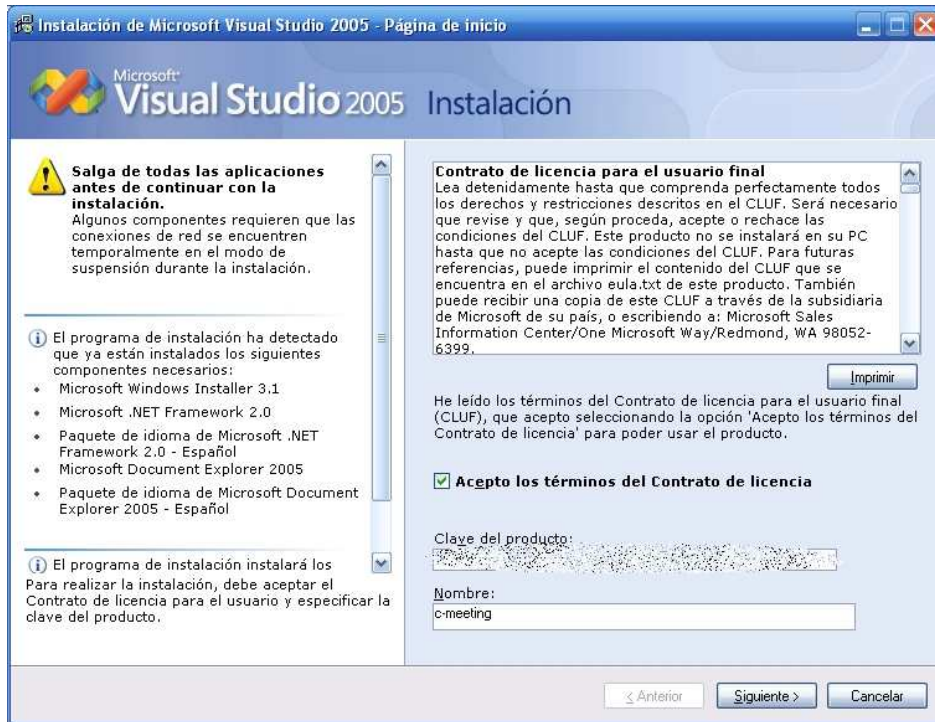 Instalación de Microsoft Visual Studio 2005 - Página de inicio
Microsoft®
Visual Studio 2005 Instalación
Salga de todas las aplicaciones
antes de continuar con la
instalación.
Algunos componentes requieren que las
conexiones de red se encuentren
temporalmente en el modo de
suspensión durante la instalación.
El programa de instalación ha detectado
que ya están instalados los siguientes
componentes necesarios:
• Microsoft Windows Installer 3.1
• Microsoft .NET Framework 2.0
• Paquete de idioma de Microsoft .NET
Framework 2.0 - Español
• Microsoft Document Explorer 2005
• Paquete de idioma de Microsoft Document
Explorer 2005 - Español
El programa de instalación instalará los
Para realizar la instalación, debe aceptar el
Contrato de licencia para el usuario y especificar la
clave del producto.
Contrato de licencia para el usuario final
Lea detenidamente hasta que comprenda perfectamente todos
los derechos y restricciones descritos en el CLUF. Será necesario
que revise y que, según proceda, acepte o rechace las
condiciones del CLUF. Este producto no se instalará en su PC
hasta que no acepte las condiciones del CLUF. Para futuras
referencias, puede imprimir el contenido del CLUF que se
encuentra en el archivo eula.txt de este producto. También
puede recibir una copia de este CLUF a través de la subsidiaria
de Microsoft de su país, o escribiendo a: Microsoft Sales
Information Center/One Microsoft Way/Redmond, WA 98052-
6399.
Imprimir
He leído los términos del Contrato de licencia para el usuario final
(CLUF), que acepto seleccionando la opción 'Acepto los términos del
Contrato de licencia' para poder usar el producto.
Acepto los términos del Contrato de licencia
Clave del producto:
Nombre:
c-meeting
< Anterior
Siguiente >
Cancelar